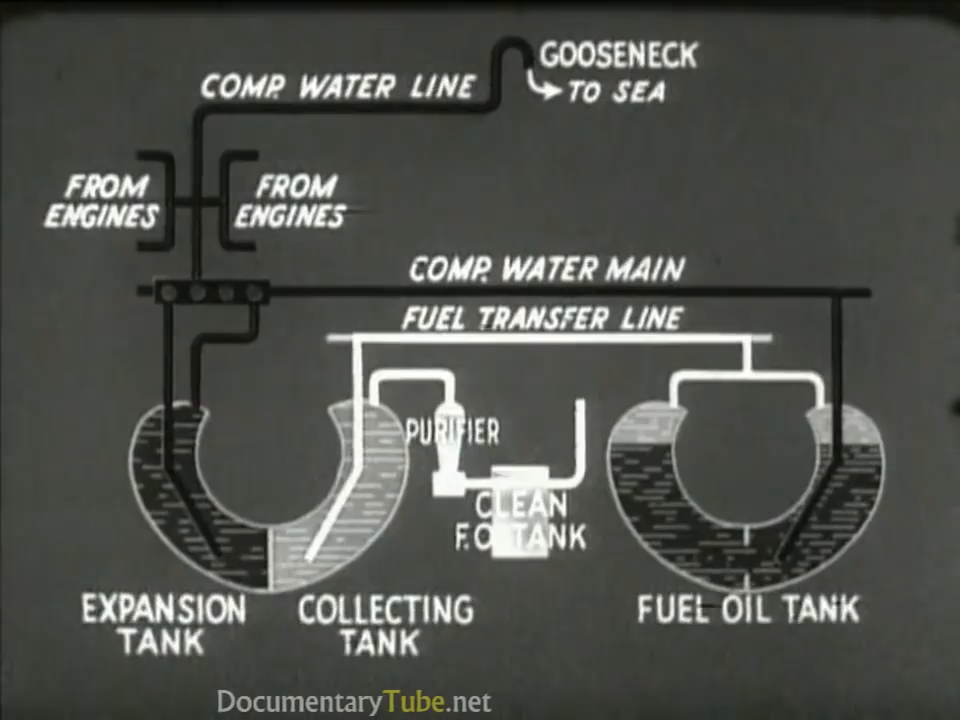 GOOSENECK
COMP. WATER LINE
TO SEA
FROM
ENGINES
FROM
ENGINES
COMP. WATER MAIN
FUEL TRANSFER LINE
PURIFIER
CLEAN
F.O. TANK
EXPANSION
TANK
COLLECTING
TANK
FUEL OIL TANK
DocumentaryTube.net